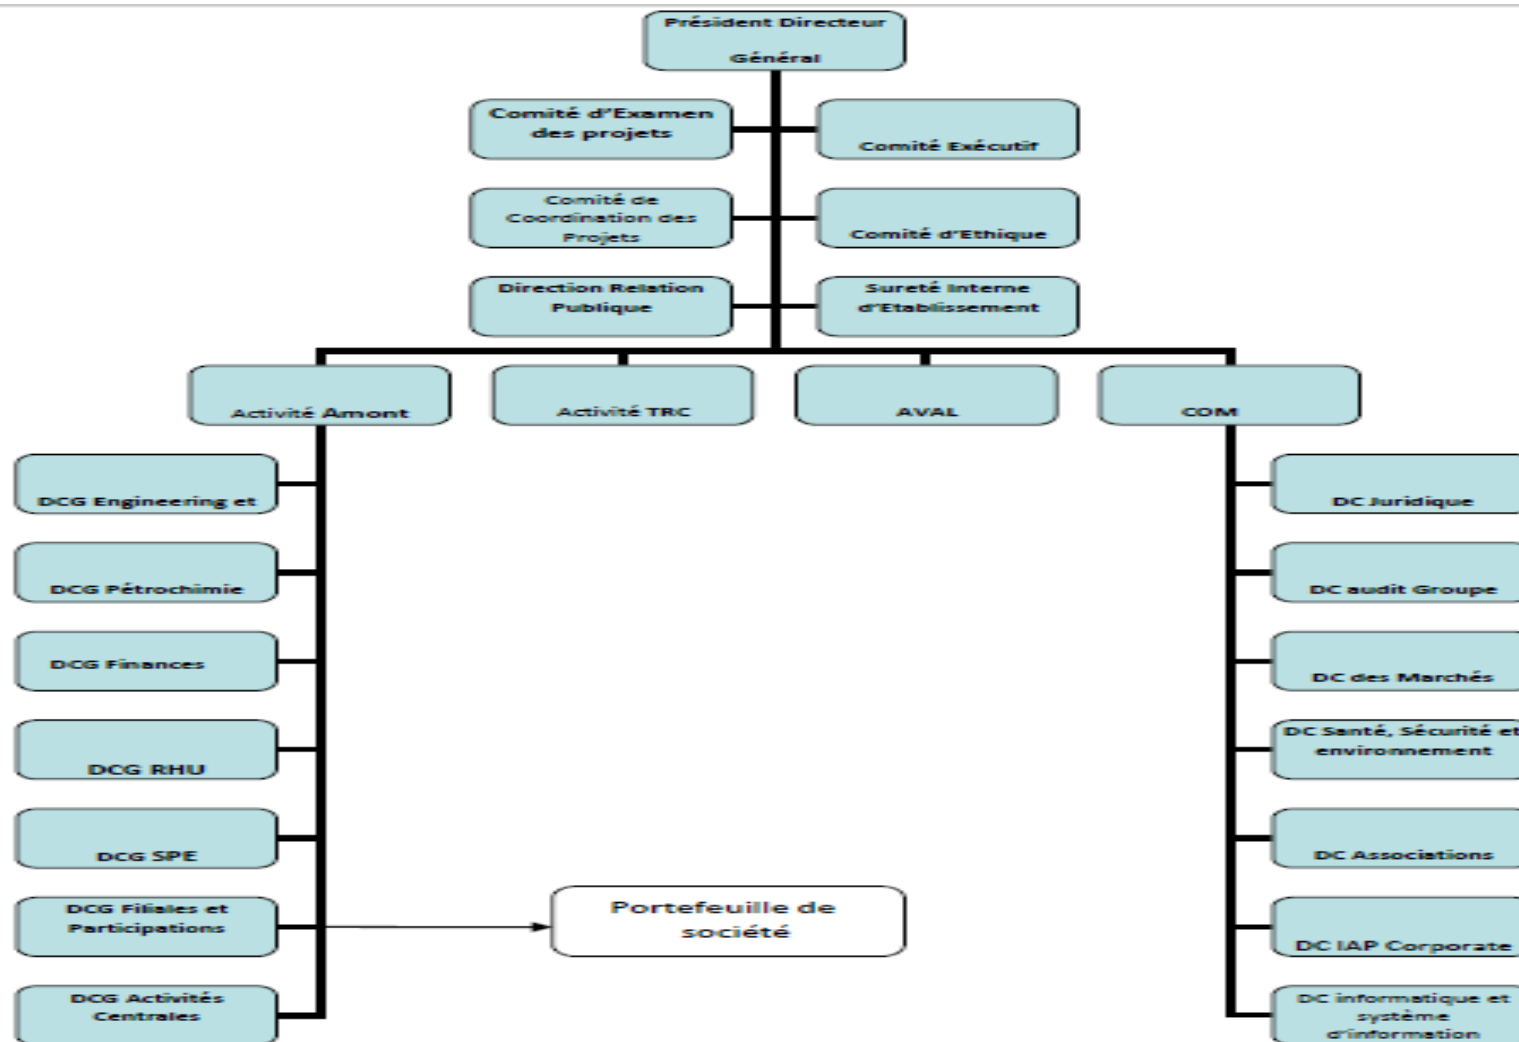 Président Directeur
Général
Comité d'Examen
des projets
Comité Exécutif
Comité de
Coordination des
Projets
Comité d'Ethique
Direction Relation
Publique
Sureté Interne
d'Etablissement
Activité Amont
Activité TRC
AVAL
COM
DCG Engineering et
DC Juridique
DCG Pétrochimie
DC audit Groupe
DCG Finances
DC des Marchés
DCG RHU
DC Santé, Sécurité et
environnement
DCG SPE
DC Associations
DCG Filiales et
Participations
Portefeuille de
société
DC IAP Corporate
DCG Activités
Centrales
DC informatique et
système
d'information